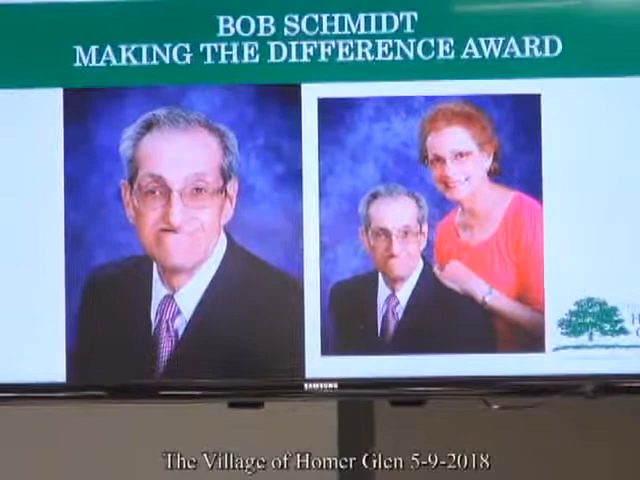 BOB SCHMIDT
MAKING THE DIFFERENCE AWARD
SAMSUNG
The Village of Homer Glen 5-9-2018